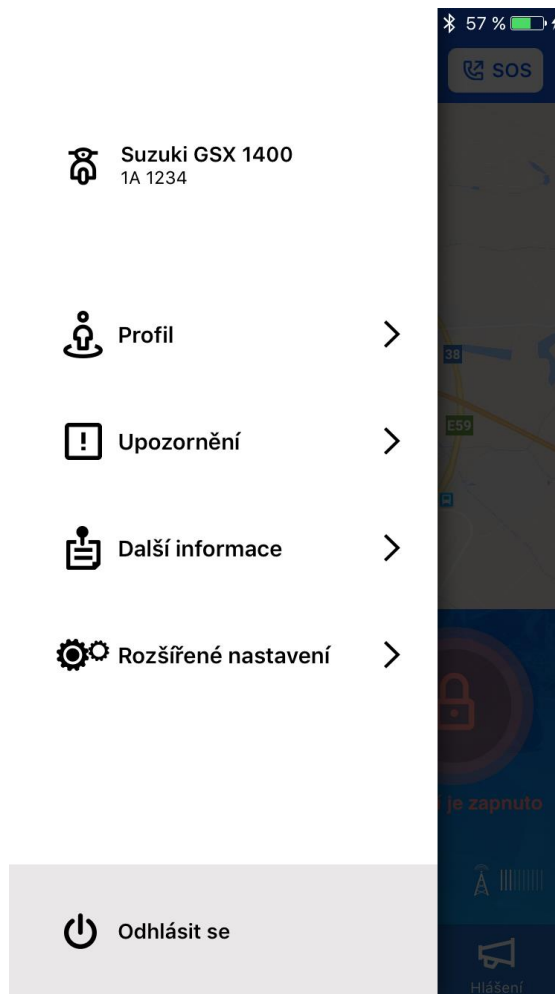 57 %
SOS
Suzuki GSX 1400
1A 1234
Profil
38
Upozornění
E59
Další informace
Rozšířené nastavení
je zapnuto
Odhlásit se
Hlášení